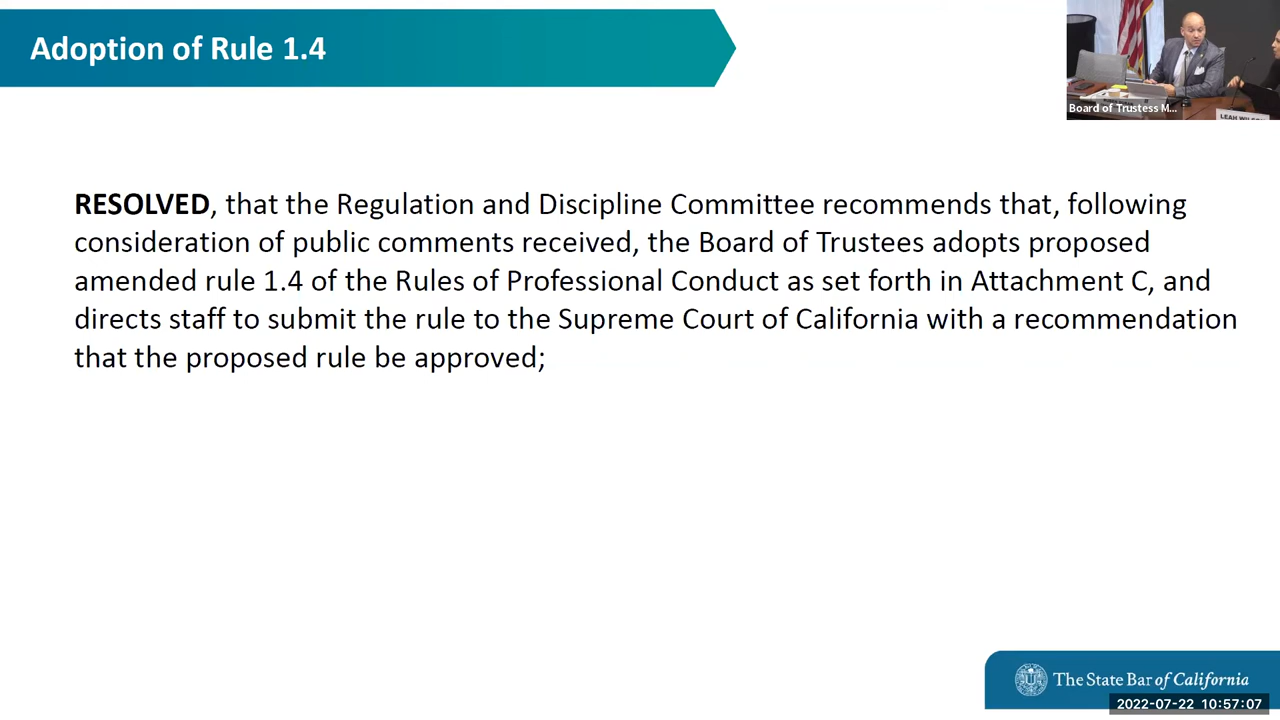 Adoption of Rule 1.4
Board of Trustess M...
LEAH
RESOLVED, that the Regulation and Discipline Committee recommends that, following
consideration of public comments received, the Board of Trustees adopts proposed
amended rule 1.4 of the Rules of Professional Conduct as set forth in Attachment C, and
directs staff to submit the rule to the Supreme Court of California with a recommendation
that the proposed rule be approved;
The State Bar of California
2022-07-22 10:57:07